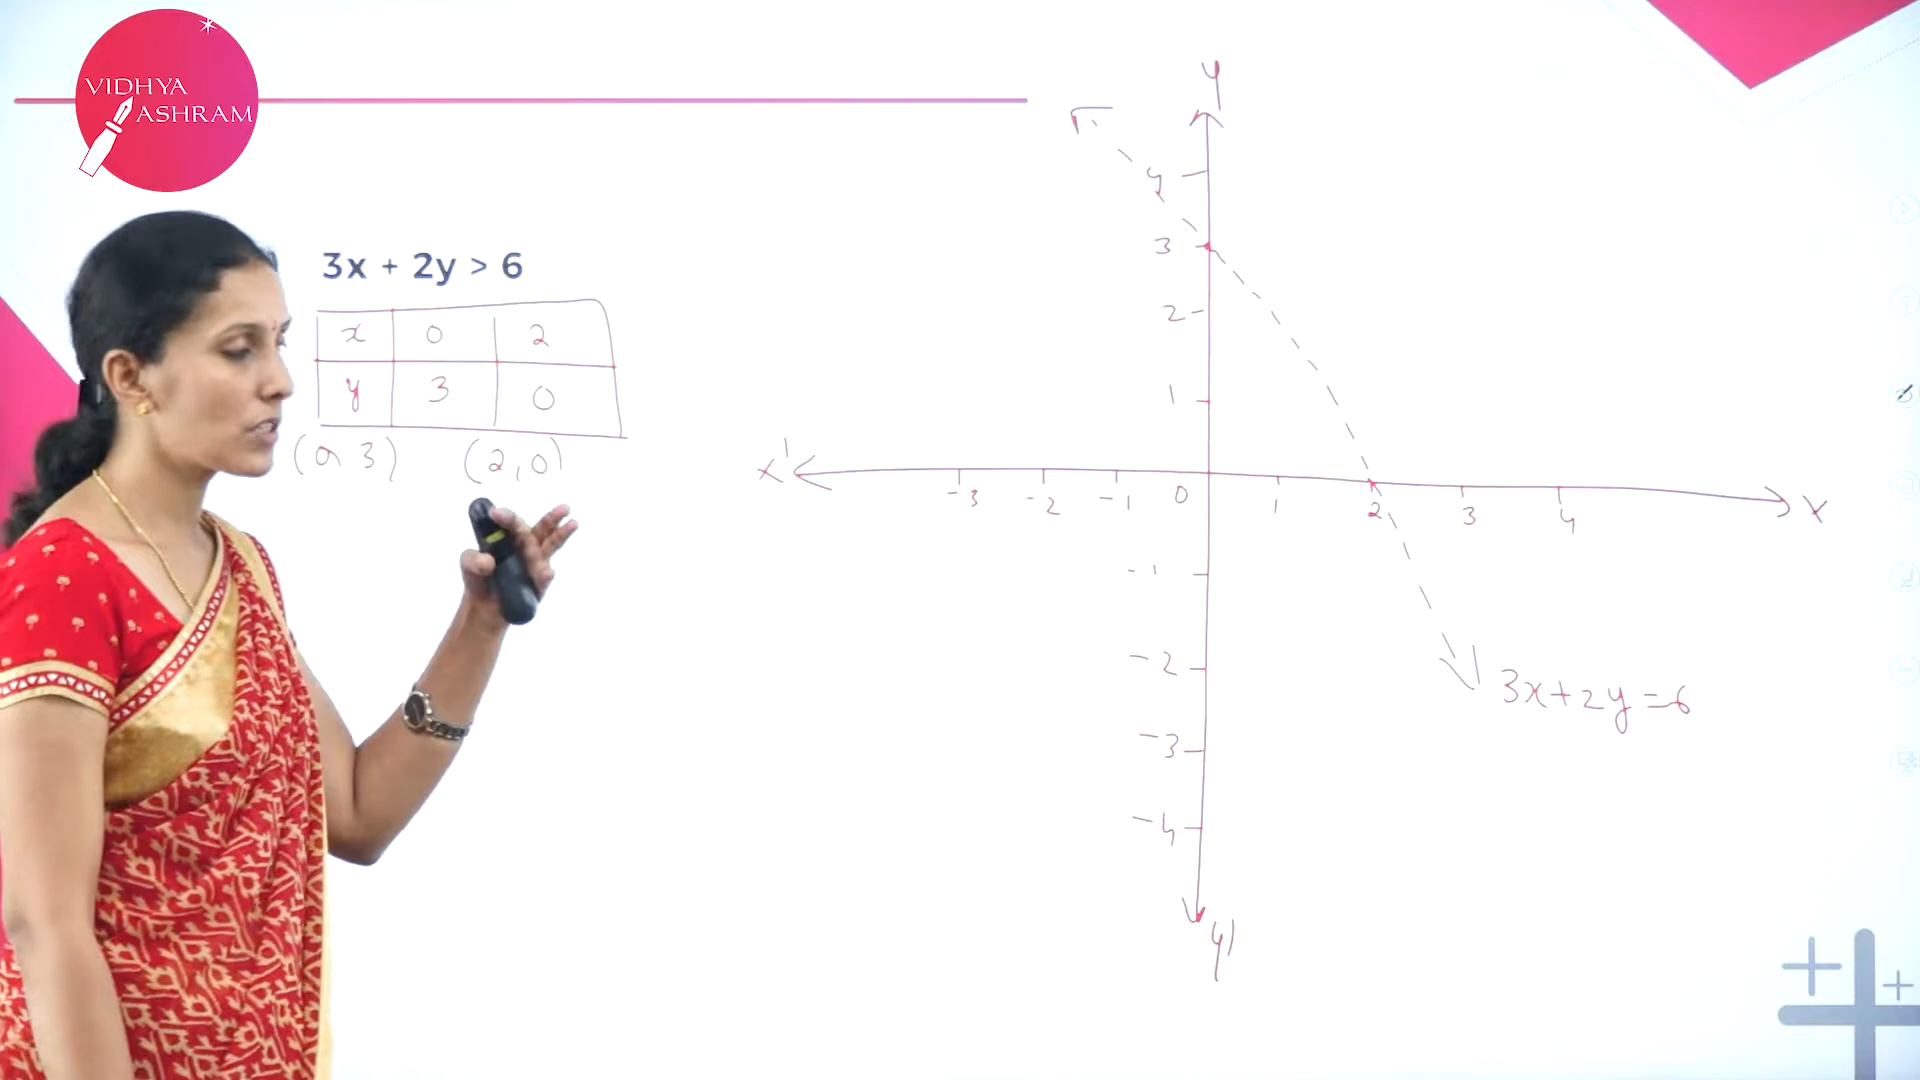 VIDHYA
ASHRAM
3x + 2y > 6
x 0 2
y 3 0
(0, 3) (2,0)
y
4
3
2
1
x' -3 -2 -1 0 1 2 3 4 x
-1
-2
3x+2y=6
-3
-4
y'